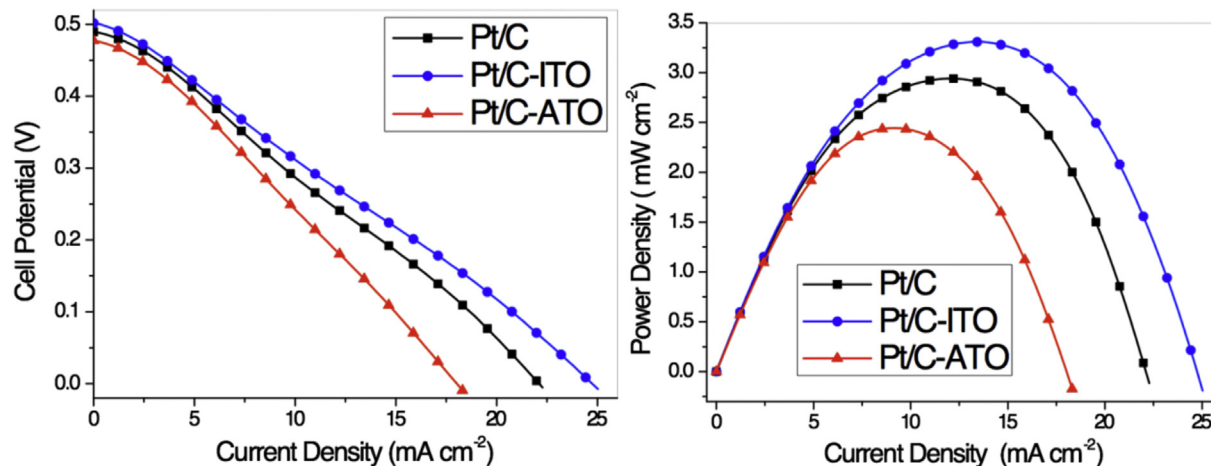 0.5
0.4
0.3
0.2
0.1
0.0
Cell Potential (V)
Pt/C
Pt/C-ITO
Pt/C-ATO
0 5 10 15 20 25
Current Density (mA cm⁻²)
3.5
3.0
2.5
2.0
1.5
1.0
0.5
0.0
Power Density ( mW cm⁻²)
Pt/C
Pt/C-ITO
Pt/C-ATO
0 5 10 15 20 25
Current Density (mA cm⁻²)